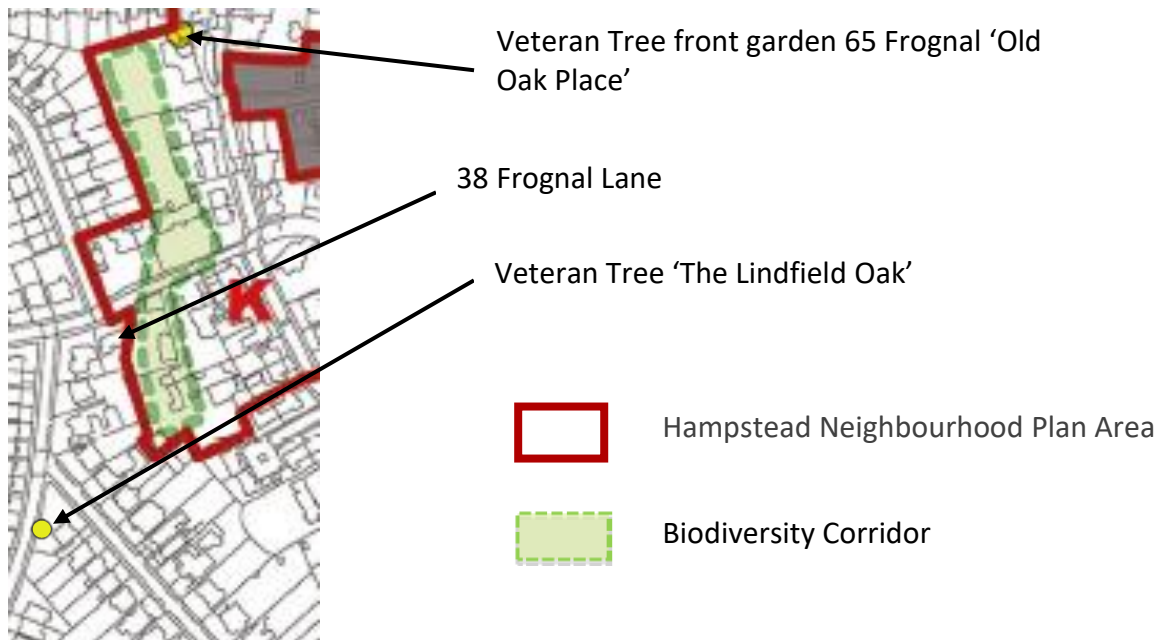 Veteran Tree front garden 65 Frognal ‘Old
Oak Place’
38 Frognal Lane
Veteran Tree ‘The Lindfield Oak’
K
Hampstead Neighbourhood Plan Area
Biodiversity Corridor